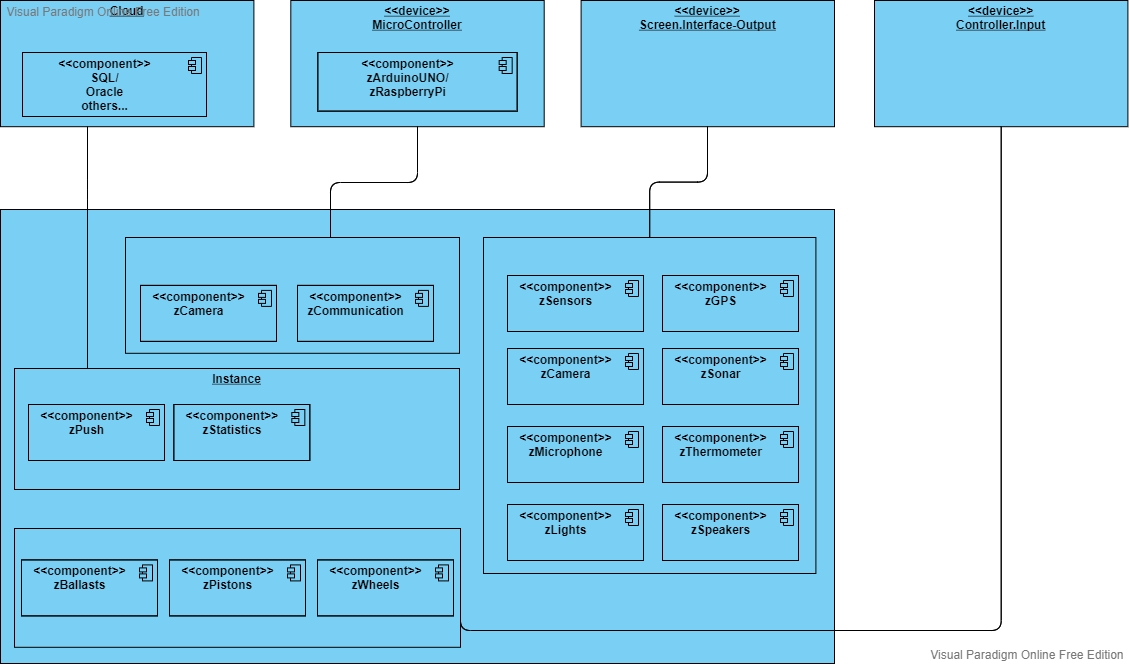 Visual Paradigm Online Free Edition
Cloud
<<component>>
SQL/
Oracle
others...
<<device>>
MicroController
<<component>>
zArduinoUNO/
zRaspberryPi
<<device>>
Screen.Interface-Output
<<device>>
Controller.Input
<<component>>
zCamera
<<component>>
zCommunication
Instance
<<component>>
zPush
<<component>>
zStatistics
<<component>>
zBallasts
<<component>>
zPistons
<<component>>
zWheels
<<component>>
zSensors
<<component>>
zGPS
<<component>>
zCamera
<<component>>
zSonar
<<component>>
zMicrophone
<<component>>
zThermometer
<<component>>
zLights
<<component>>
zSpeakers
Visual Paradigm Online Free Edition